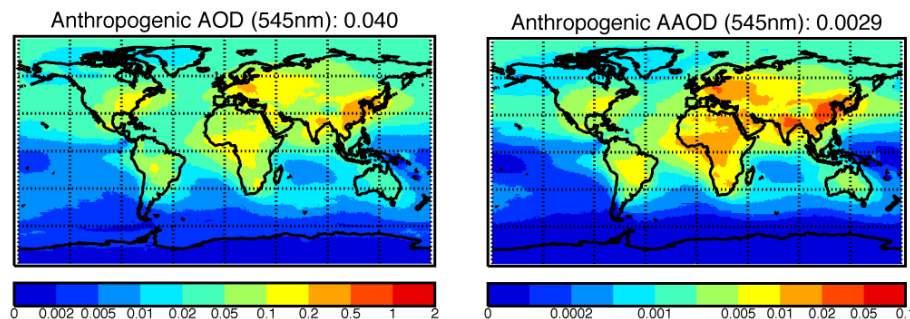 Anthropogenic AOD (545nm): 0.040
Anthropogenic AAOD (545nm): 0.0029
0 0.002 0.005 0.01 0.02 0.05 0.1 0.2 0.5 1 2
0 0.0002 0.001 0.005 0.01 0.02 0.05